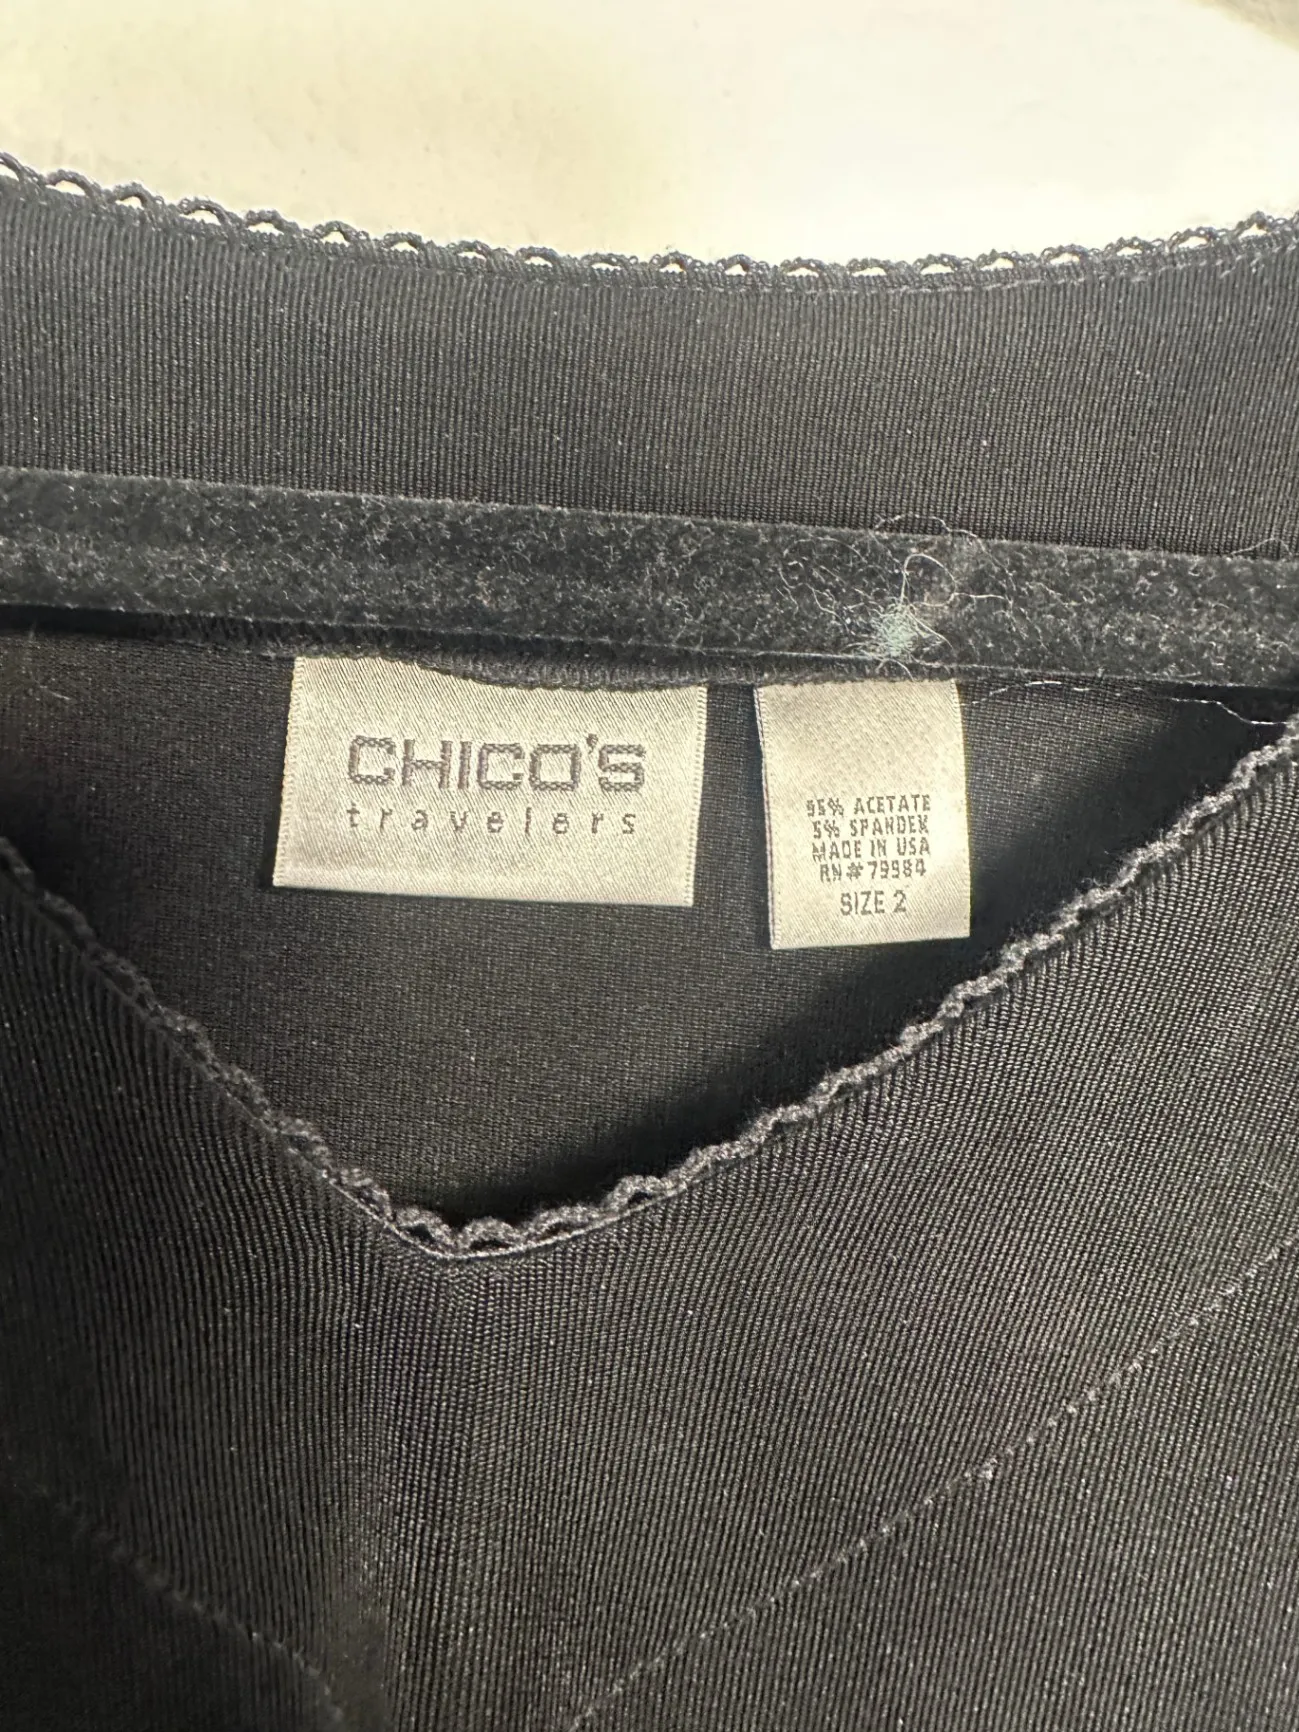 CHICO'S
travelers
95% ACETATE
5% SPANDEX
MADE IN USA
RN#79984
SIZE 2